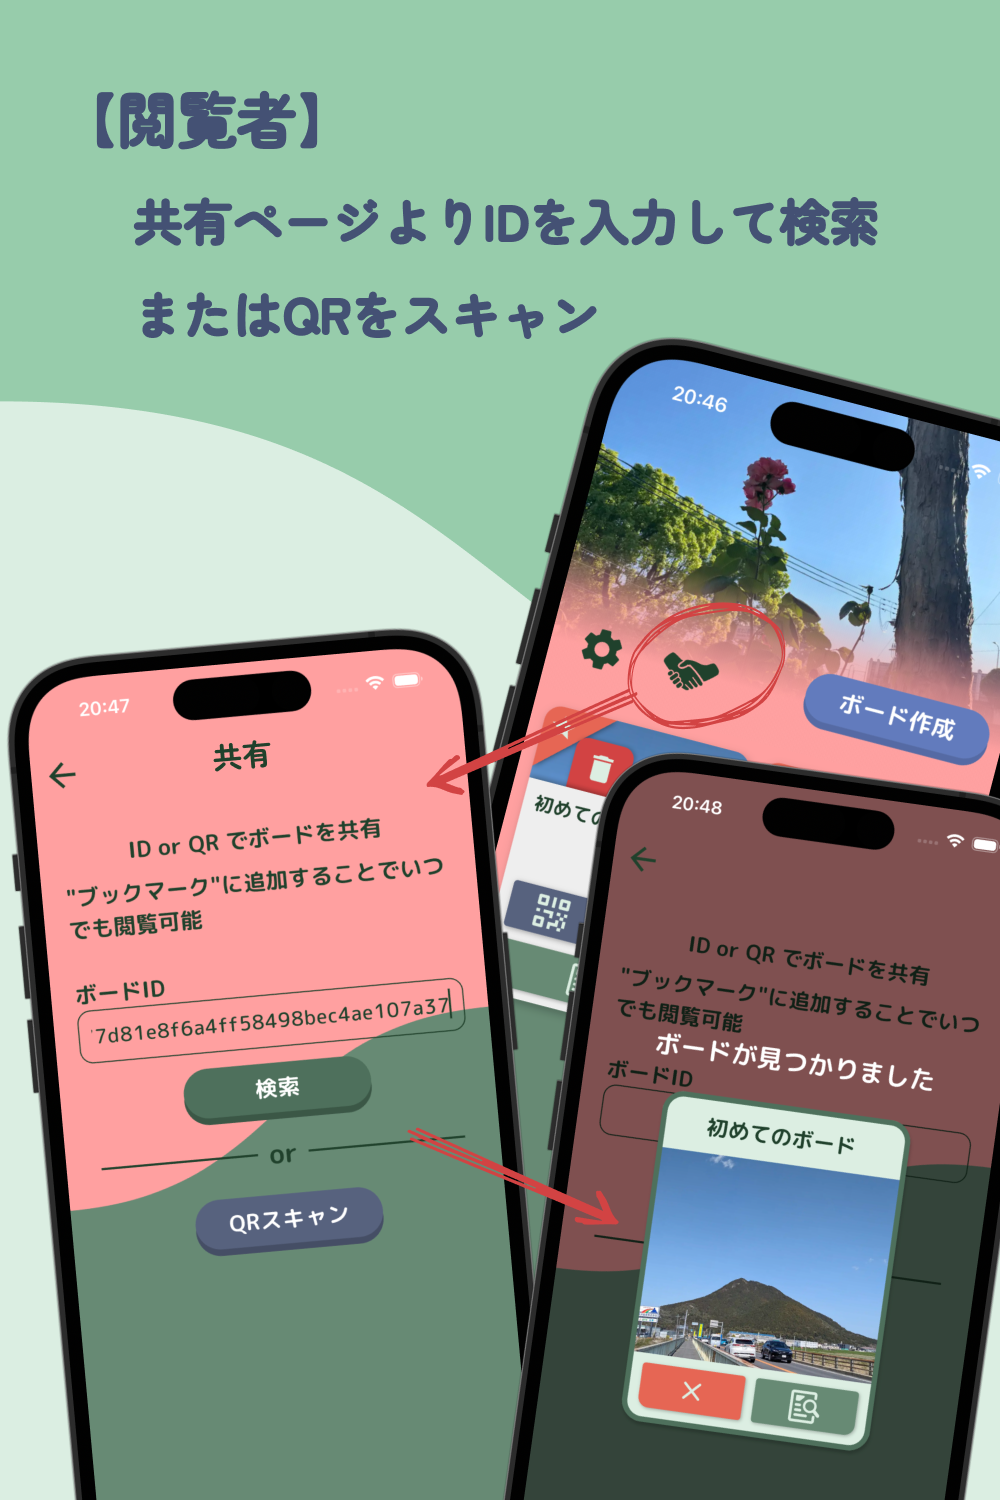 【閲覧者】
共有ページよりIDを入力して検索
またはQRをスキャン
20:46
ボード作成
初めての
20:47
共有
ID or QR でボードを共有
"ブックマーク"に追加することでいつ
でも閲覧可能
ボードID
7d81e8f6a4ff58498bec4ae107a37
検索
or
QRスキャン
20:48
ID or QR でボードを共有
"ブックマーク"に追加することでいつ
でも閲覧可能
ボードが見つかりました
ボードID
初めてのボード